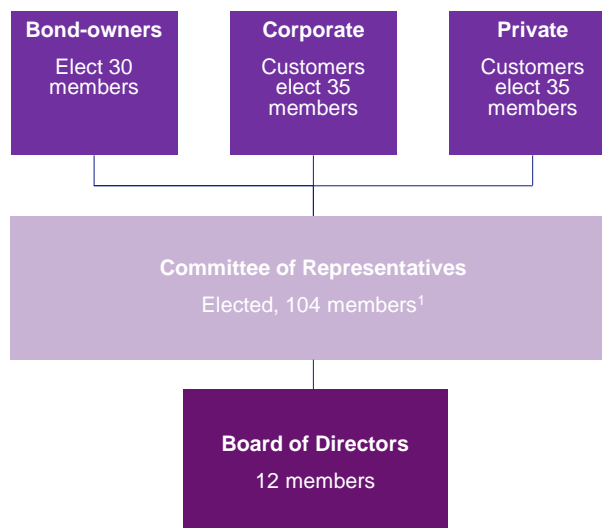 Bond-owners
Elect 30
members
Corporate
Customers
elect 35
members
Private
Customers
elect 35
members
Committee of Representatives
Elected, 104 members¹
Board of Directors
12 members